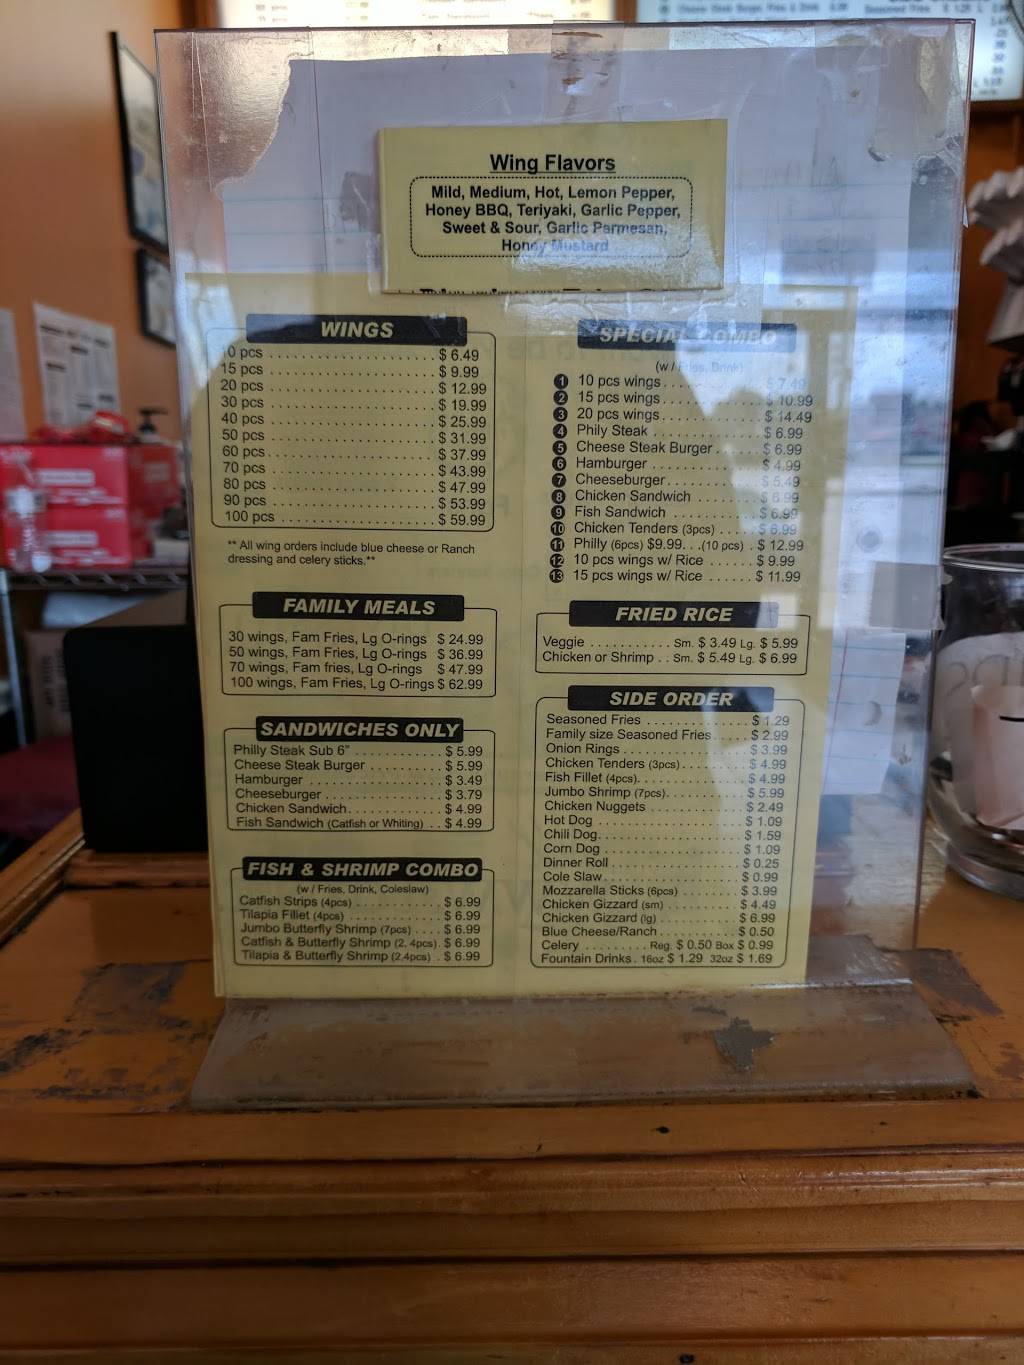 Wing Flavors
Mild, Medium, Hot, Lemon Pepper,
Honey BBQ, Teriyaki, Garlic Pepper,
Sweet & Sour, Garlic Parmesan,
Honey Mustard
WINGS
10 pcs . . . . . . . . . . . . . . . . . . . . . $ 6.49
15 pcs . . . . . . . . . . . . . . . . . . . . . $ 9.99
20 pcs . . . . . . . . . . . . . . . . . . . . . $ 12.99
30 pcs . . . . . . . . . . . . . . . . . . . . . $ 19.99
40 pcs . . . . . . . . . . . . . . . . . . . . . $ 25.99
50 pcs . . . . . . . . . . . . . . . . . . . . . $ 31.99
60 pcs . . . . . . . . . . . . . . . . . . . . . $ 37.99
70 pcs . . . . . . . . . . . . . . . . . . . . . $ 43.99
80 pcs . . . . . . . . . . . . . . . . . . . . . $ 47.99
90 pcs . . . . . . . . . . . . . . . . . . . . . $ 53.99
100 pcs . . . . . . . . . . . . . . . . . . . . $ 59.99
** All wing orders include blue cheese or Ranch
dressing and celery sticks.**
FAMILY MEALS
30 wings, Fam Fries, Lg O-rings $ 24.99
50 wings, Fam Fries, Lg O-rings $ 36.99
70 wings, Fam fries, Lg O-rings $ 47.99
100 wings, Fam Fries, Lg O-rings $ 62.99
SANDWICHES ONLY
Philly Steak Sub 6" . . . . . . . . . . . $ 5.99
Cheese Steak Burger . . . . . . . . . $ 5.99
Hamburger . . . . . . . . . . . . . . . . . $ 3.49
Cheeseburger . . . . . . . . . . . . . . . $ 3.79
Chicken Sandwich . . . . . . . . . . . . $ 4.99
Fish Sandwich (Catfish or Whiting) . . $ 4.99
FISH & SHRIMP COMBO
(w / Fries, Drink, Coleslaw)
Catfish Strips (4pcs) . . . . . . . . . . . $ 6.99
Tilapia Fillet (4pcs) . . . . . . . . . . . . $ 6.99
Jumbo Butterfly Shrimp (7pcs) . . . . $ 6.99
Catfish & Butterfly Shrimp (2, 4pcs) . $ 6.99
Tilapia & Butterfly Shrimp (2,4pcs) . $ 6.99
SPECIAL COMBO
(w / Fries, Drink)
1 10 pcs wings . . . . . . . . . . . . $ 7.49
2 15 pcs wings . . . . . . . . . . . . $ 10.99
3 20 pcs wings . . . . . . . . . . . . $ 14.49
4 Phily Steak . . . . . . . . . . . . . $ 6.99
5 Cheese Steak Burger . . . . . . $ 6.99
6 Hamburger . . . . . . . . . . . . . $ 4.99
7 Cheeseburger . . . . . . . . . . . $ 5.49
8 Chicken Sandwich . . . . . . . . $ 6.99
9 Fish Sandwich . . . . . . . . . . . $ 6.99
10 Chicken Tenders (3pcs) . . . . . $ 6.99
11 Philly (6pcs) $9.99. . .(10 pcs) . $ 12.99
12 10 pcs wings w/ Rice . . . . . . $ 9.99
13 15 pcs wings w/ Rice . . . . . . $ 11.99
FRIED RICE
Veggie . . . . . . . . . . . Sm. $ 3.49 Lg. $ 5.99
Chicken or Shrimp . . Sm. $ 5.49 Lg. $ 6.99
SIDE ORDER
Seasoned Fries . . . . . . . . . . . . . $ 1.29
Family size Seasoned Fries . . . . . $ 2.99
Onion Rings . . . . . . . . . . . . . . . . $ 3.99
Chicken Tenders (3pcs) . . . . . . . . . $ 4.99
Fish Fillet (4pcs). . . . . . . . . . . . . . . $ 4.99
Jumbo Shrimp (7pcs). . . . . . . . . . . $ 5.99
Chicken Nuggets . . . . . . . . . . . . . $ 2.49
Hot Dog . . . . . . . . . . . . . . . . . . . $ 1.09
Chili Dog. . . . . . . . . . . . . . . . . . . $ 1.59
Corn Dog . . . . . . . . . . . . . . . . . . $ 1.09
Dinner Roll . . . . . . . . . . . . . . . . . $ 0.25
Cole Slaw . . . . . . . . . . . . . . . . . . $ 0.99
Mozzarella Sticks (6pcs) . . . . . . . . $ 3.99
Chicken Gizzard (sm) . . . . . . . . . . $ 4.49
Chicken Gizzard (lg) . . . . . . . . . . . $ 6.99
Blue Cheese/Ranch . . . . . . . . . . . $ 0.50
Celery . . . . . . . . . Reg. $ 0.50 Box $ 0.99
Fountain Drinks . 16oz $ 1.29 32oz $ 1.69